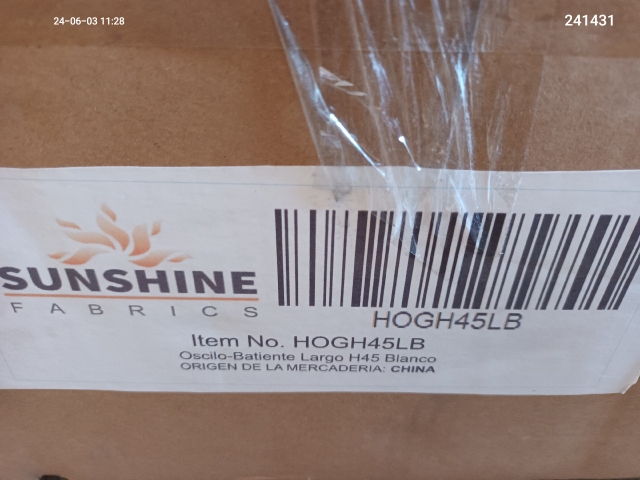 24-06-03 11:28
241431
SUNSHINE
FABRICS
HOGH45LB
Item No. HOGH45LB
Oscilo-Batiente Largo H45 Blanco
ORIGEN DE LA MERCADERIA: CHINA